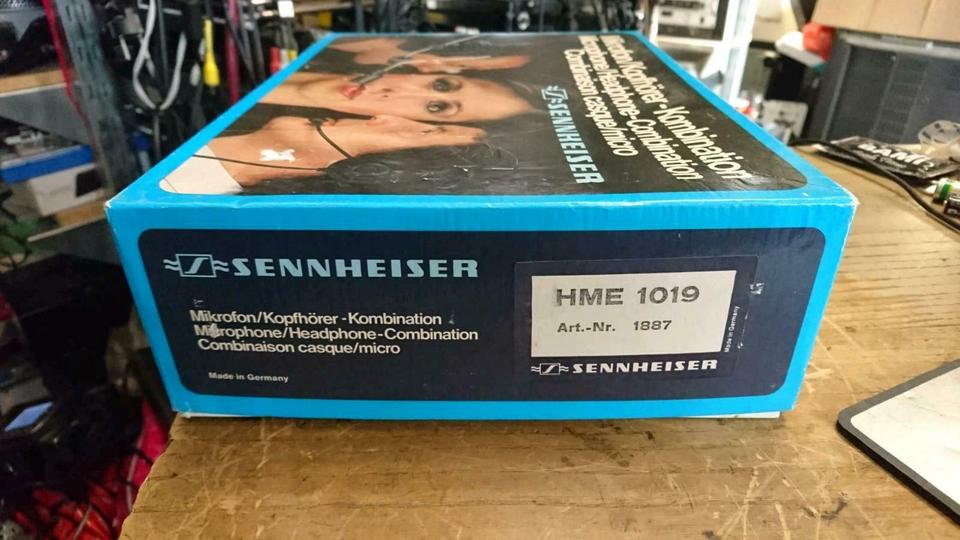 Mikrofon/Kopfhörer-Kombination
Microphone/Headphone-Combination
Combinaison casque/micro
SENNHEISER
SENNHEISER
Mikrofon/Kopfhörer-Kombination
Microphone/Headphone-Combination
Combinaison casque/micro
Made in Germany
HME 1019
Art.-Nr. 1887
SENNHEISER
Made in Germany